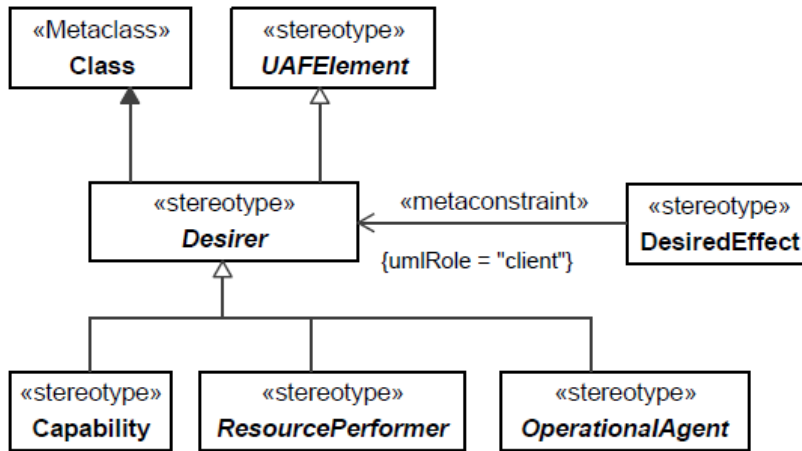 «Metaclass»
Class
«stereotype»
UAFElement
«stereotype»
Desirer
«metaconstraint»
{umlRole = "client"}
«stereotype»
DesiredEffect
«stereotype»
Capability
«stereotype»
ResourcePerformer
«stereotype»
OperationalAgent